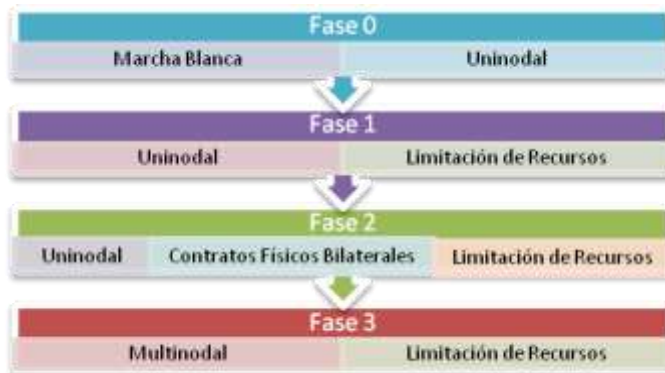 Fase 0
Marcha Blanca Uninodal
Fase 1
Uninodal Limitación de Recursos
Fase 2
Uninodal Contratos Físicos Bilaterales Limitación de Recursos
Fase 3
Multinodal Limitación de Recursos